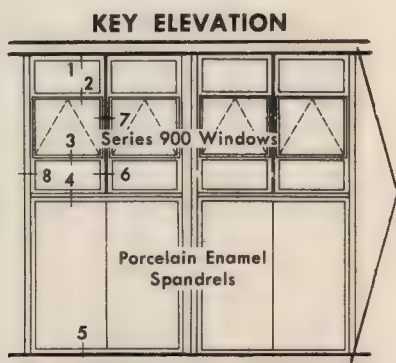 KEY ELEVATION
1
2
7
Series 900 Windows
3
8
4
6
Porcelain Enamel
Spandrels
5